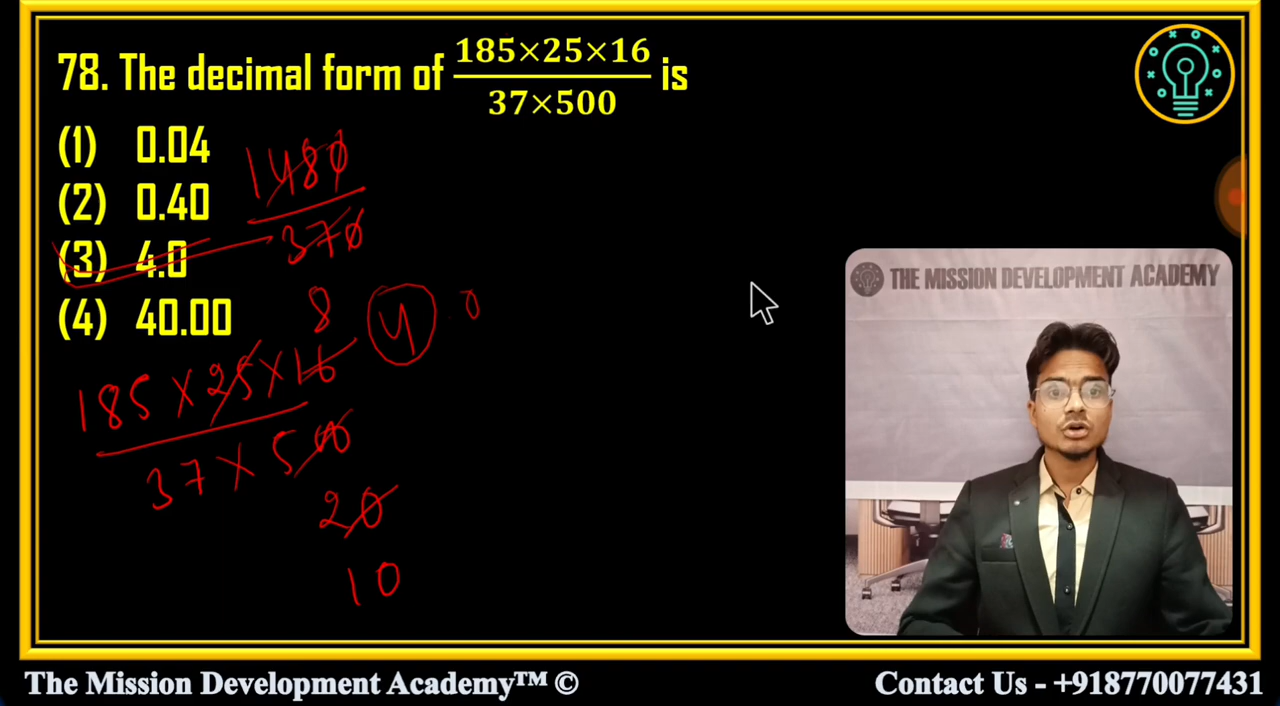 78. The decimal form of 185×25×16 / 37×500 is
(1) 0.04
(2) 0.40
(3) 4.0
(4) 40.00
1480
370
8
4.0
185 × 25 × 16
37 × 500
20
10
THE MISSION DEVELOPMENT ACADEMY
The Mission Development Academy™ ©
Contact Us - +918770077431